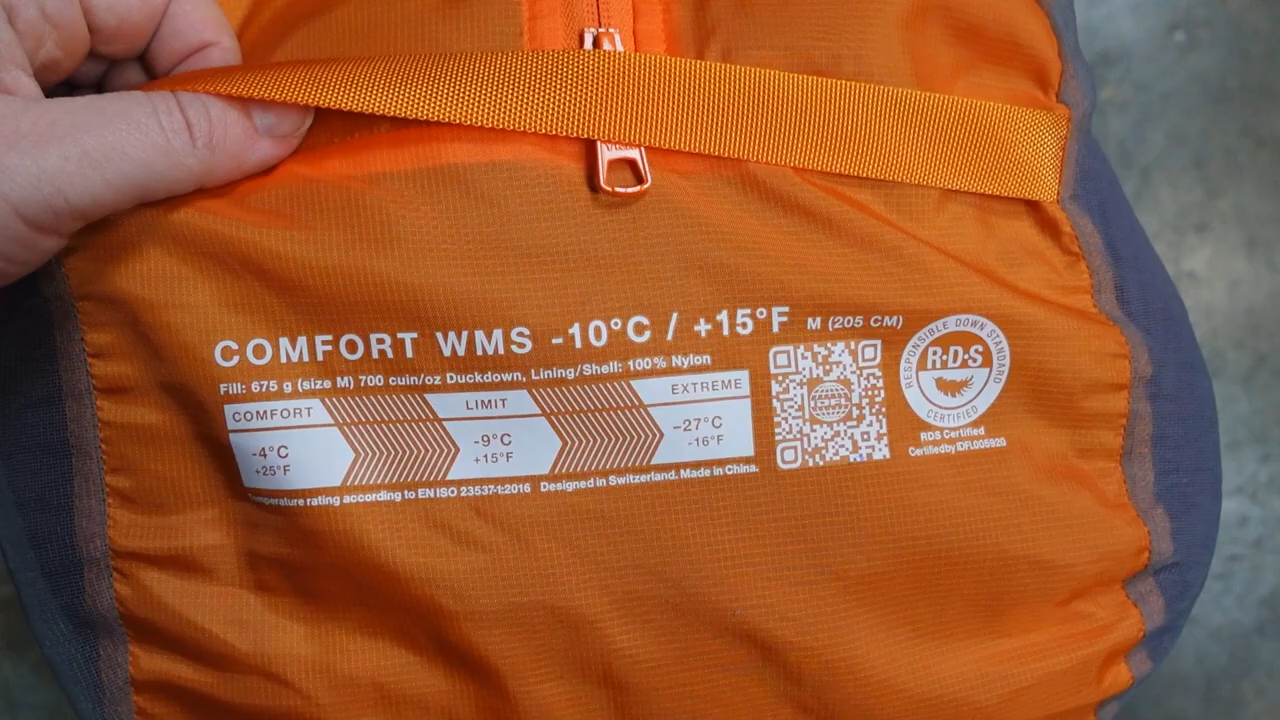 COMFORT WMS -10°C / +15°F M (205 CM)
Fill: 675 g (size M) 700 cuin/oz Duckdown, Lining/Shell: 100% Nylon
COMFORT LIMIT EXTREME
-4°C -9°C -27°C
+25°F +15°F -16°F
Temperature rating according to EN ISO 23537-1:2016 Designed in Switzerland. Made in China.
IDFL
RESPONSIBLE DOWN STANDARD
R·D·S
CERTIFIED
RDS Certified
Certified by IDFL005920